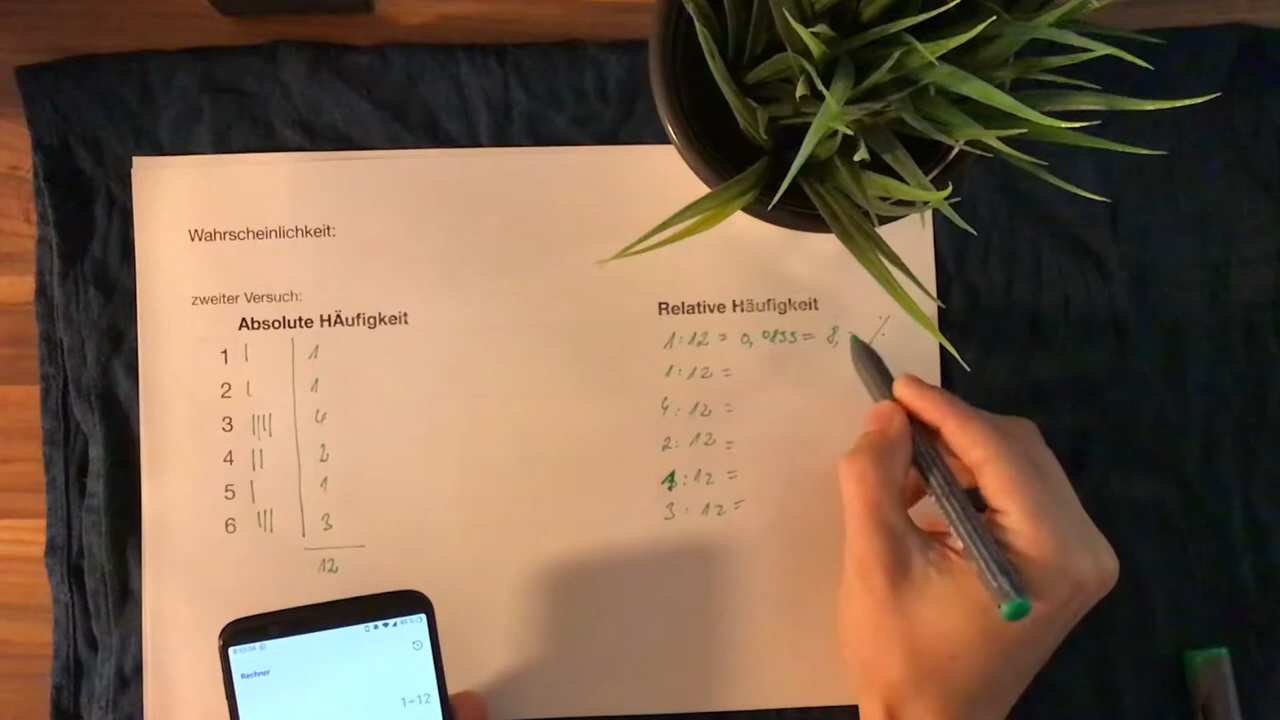 Wahrscheinlichkeit:
zweiter Versuch:
Absolute HÄufigkeit
1 | 1
2 | 1
3 |||| 4
4 || 2
5 | 1
6 ||| 3
12
Relative Häufigkeit
1:12 = 0,0833 = 8, %
1:12 =
4:12 =
2:12 =
1:12 =
3:12 =
Rechner
1÷12